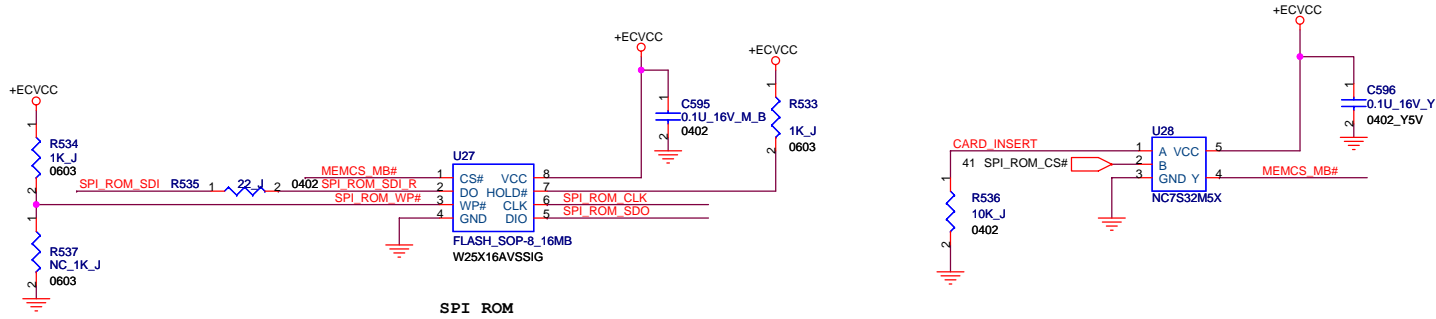 +ECVCC
1
R534
1K_J
0603
2
SPI_ROM_SDI R535 1 22_J 2 0402 SPI_ROM_SDI_R
SPI_ROM_WP#
1
R537
NC_1K_J
0603
2
MEMCS_MB#
U27
1 CS# VCC 8
2 DO HOLD# 7
3 WP# CLK 6
4 GND DIO 5
FLASH_SOP-8_16MB
W25X16AVSSIG
SPI_ROM_CLK
SPI_ROM_SDO
+ECVCC
1
C595
0.1U_16V_M_B
0402
2
+ECVCC
1
R533
1K_J
0603
2
SPI ROM
+ECVCC
1
C596
0.1U_16V_Y
0402_Y5V
2
CARD_INSERT
41 SPI_ROM_CS#
U28
1 A VCC 5
2 B
3 GND Y 4
NC7S32M5X
MEMCS_MB#
1
R536
10K_J
0402
2